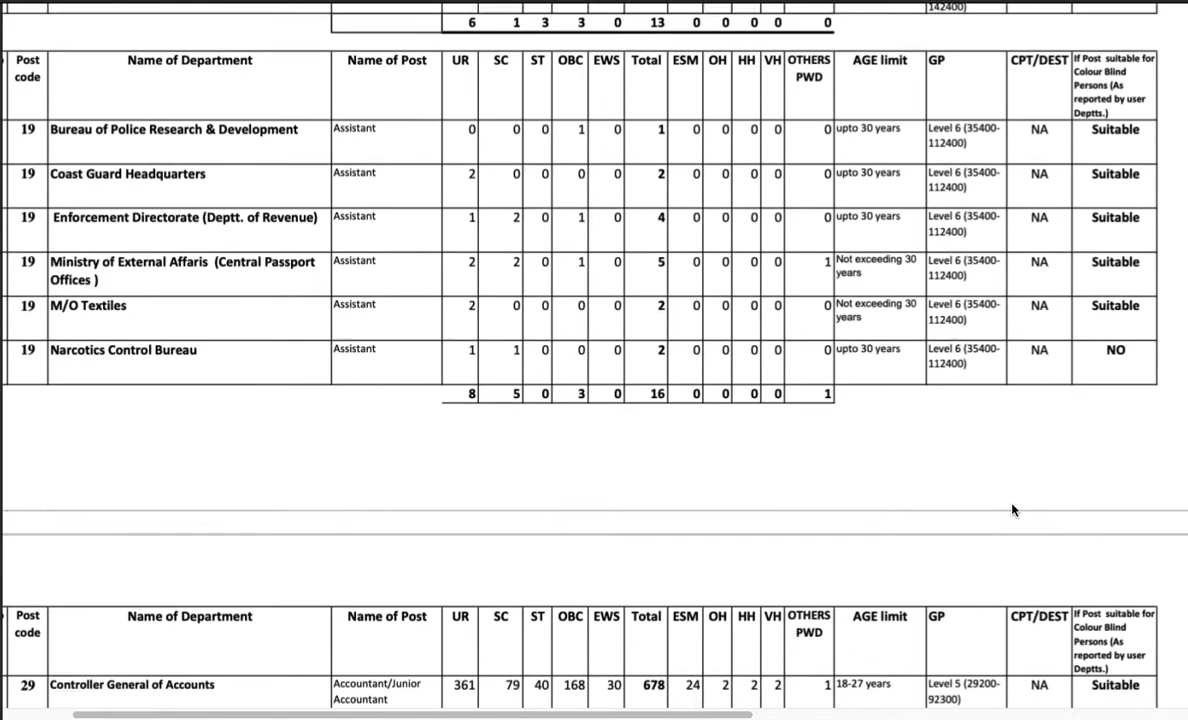 142400)
6 1 3 3 0 13 0 0 0 0 0
Post code Name of Department Name of Post UR SC ST OBC EWS Total ESM OH HH VH OTHERS PWD AGE limit GP CPT/DEST If Post suitable for Colour Blind Persons (As reported by user Deptts.)
19 Bureau of Police Research & Development Assistant 0 0 0 1 0 1 0 0 0 0 0 upto 30 years Level 6 (35400-112400) NA Suitable
19 Coast Guard Headquarters Assistant 2 0 0 0 0 2 0 0 0 0 0 upto 30 years Level 6 (35400-112400) NA Suitable
19 Enforcement Directorate (Deptt. of Revenue) Assistant 1 2 0 1 0 4 0 0 0 0 0 upto 30 years Level 6 (35400-112400) NA Suitable
19 Ministry of External Affaris (Central Passport Offices ) Assistant 2 2 0 1 0 5 0 0 0 0 1 Not exceeding 30 years Level 6 (35400-112400) NA Suitable
19 M/O Textiles Assistant 2 0 0 0 0 2 0 0 0 0 0 Not exceeding 30 years Level 6 (35400-112400) NA Suitable
19 Narcotics Control Bureau Assistant 1 1 0 0 0 2 0 0 0 0 0 upto 30 years Level 6 (35400-112400) NA NO
8 5 0 3 0 16 0 0 0 0 1
Post code Name of Department Name of Post UR SC ST OBC EWS Total ESM OH HH VH OTHERS PWD AGE limit GP CPT/DEST If Post suitable for Colour Blind Persons (As reported by user Deptts.)
29 Controller General of Accounts Accountant/Junior Accountant 361 79 40 168 30 678 24 2 2 2 1 18-27 years Level 5 (29200-92300) NA Suitable